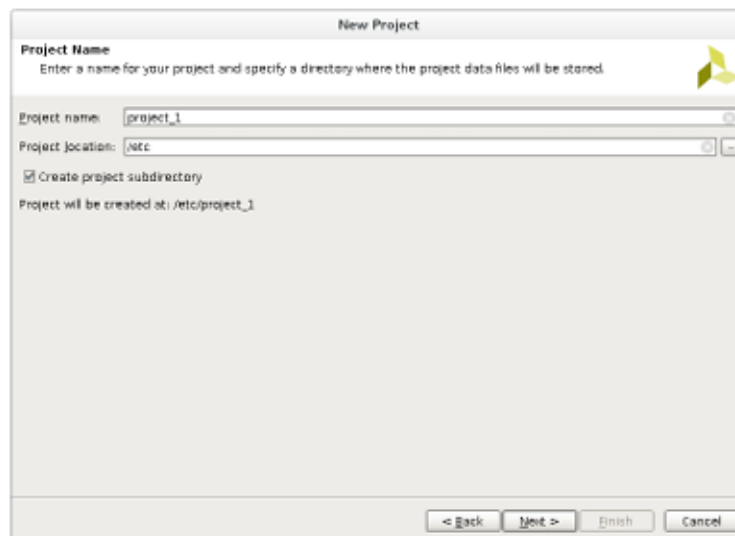 New Project
Project Name
Enter a name for your project and specify a directory where the project data files will be stored.
Project name: project_1
Project location: /etc
Create project subdirectory
Project will be created at: /etc/project_1
< Back Next > Finish Cancel